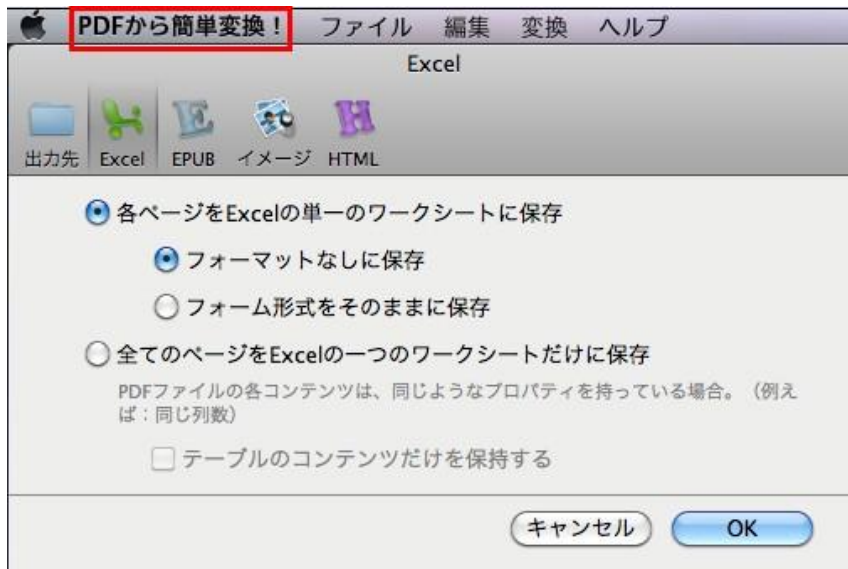 PDFから簡単変換！ ファイル 編集 変換 ヘルプ
Excel
出力先 Excel EPUB イメージ HTML
各ページをExcelの単一のワークシートに保存
フォーマットなしに保存
フォーム形式をそのままに保存
全てのページをExcelの一つのワークシートだけに保存
PDFファイルの各コンテンツは、同じようなプロパティを持っている場合。（例え
ば：同じ列数）
テーブルのコンテンツだけを保持する
キャンセル OK